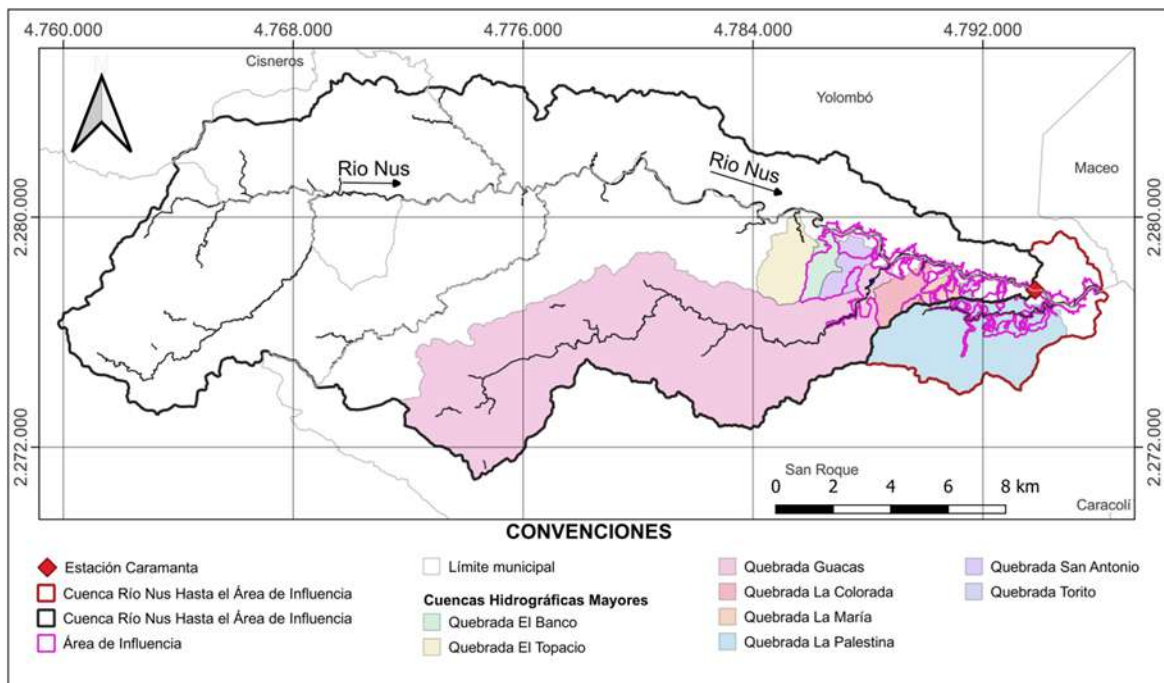 4.760.000 4.768.000 4.776.000 4.784.000 4.792.000
Cisneros
Yolombó
Maceo
Rio Nus
Rio Nus
2.280.000 2.280.000
2.272.000 2.272.000
San Roque
Caracolí
0 2 4 6 8 km
CONVENCIONES
Estación Caramanta
Cuenca Río Nus Hasta el Área de Influencia
Cuenca Río Nus Hasta el Área de Influencia
Área de Influencia
Límite municipal
Cuencas Hidrográficas Mayores
Quebrada El Banco
Quebrada El Topacio
Quebrada Guacas
Quebrada La Colorada
Quebrada La María
Quebrada La Palestina
Quebrada San Antonio
Quebrada Torito